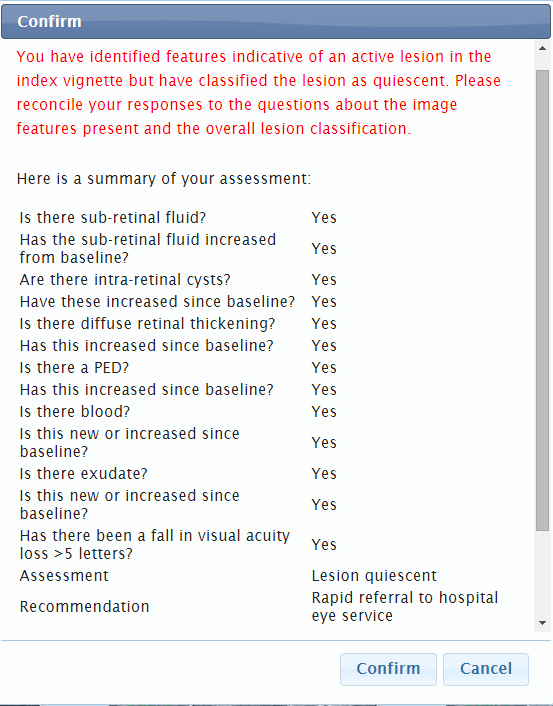 Confirm
You have identified features indicative of an active lesion in the
index vignette but have classified the lesion as quiescent. Please
reconcile your responses to the questions about the image
features present and the overall lesion classification.
Here is a summary of your assessment:
Is there sub-retinal fluid? Yes
Has the sub-retinal fluid increased
from baseline? Yes
Are there intra-retinal cysts? Yes
Have these increased since baseline? Yes
Is there diffuse retinal thickening? Yes
Has this increased since baseline? Yes
Is there a PED? Yes
Has this increased since baseline? Yes
Is there blood? Yes
Is this new or increased since
baseline? Yes
Is there exudate? Yes
Is this new or increased since
baseline? Yes
Has there been a fall in visual acuity
loss >5 letters? Yes
Assessment Lesion quiescent
Recommendation Rapid referral to hospital
eye service
Confirm Cancel